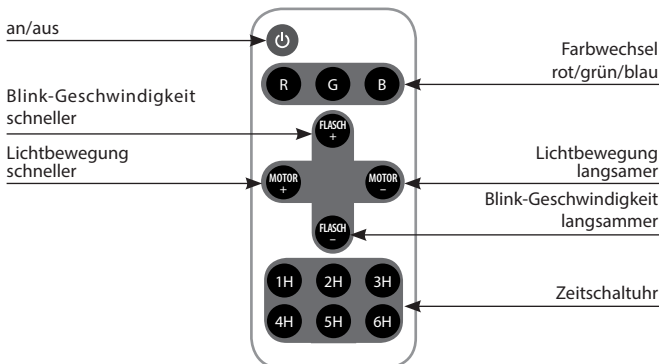 an/aus
Farbwechsel
rot/grün/blau
R G B
Blink-Geschwindigkeit
schneller
FLASCH
+
Lichtbewegung
schneller
MOTOR
+
MOTOR
–
Lichtbewegung
langsamer
Blink-Geschwindigkeit
langsammer
FLASCH
–
1H 2H 3H
Zeitschaltuhr
4H 5H 6H